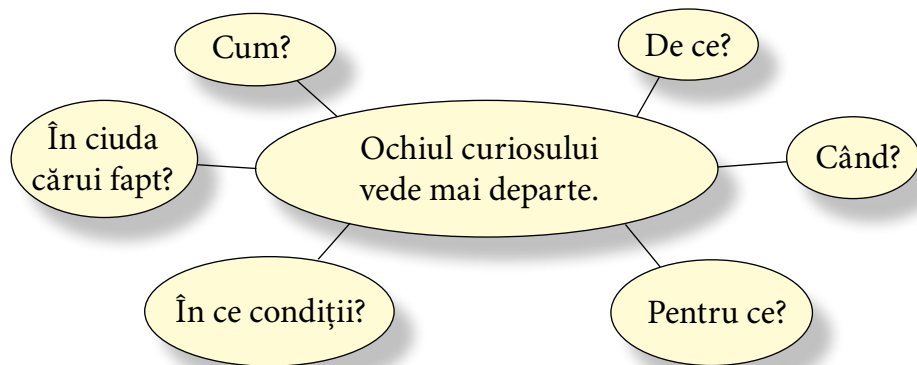 Cum?
De ce?
În ciuda
cărui fapt?
Ochiul curiosului
vede mai departe.
Când?
În ce condiții?
Pentru ce?